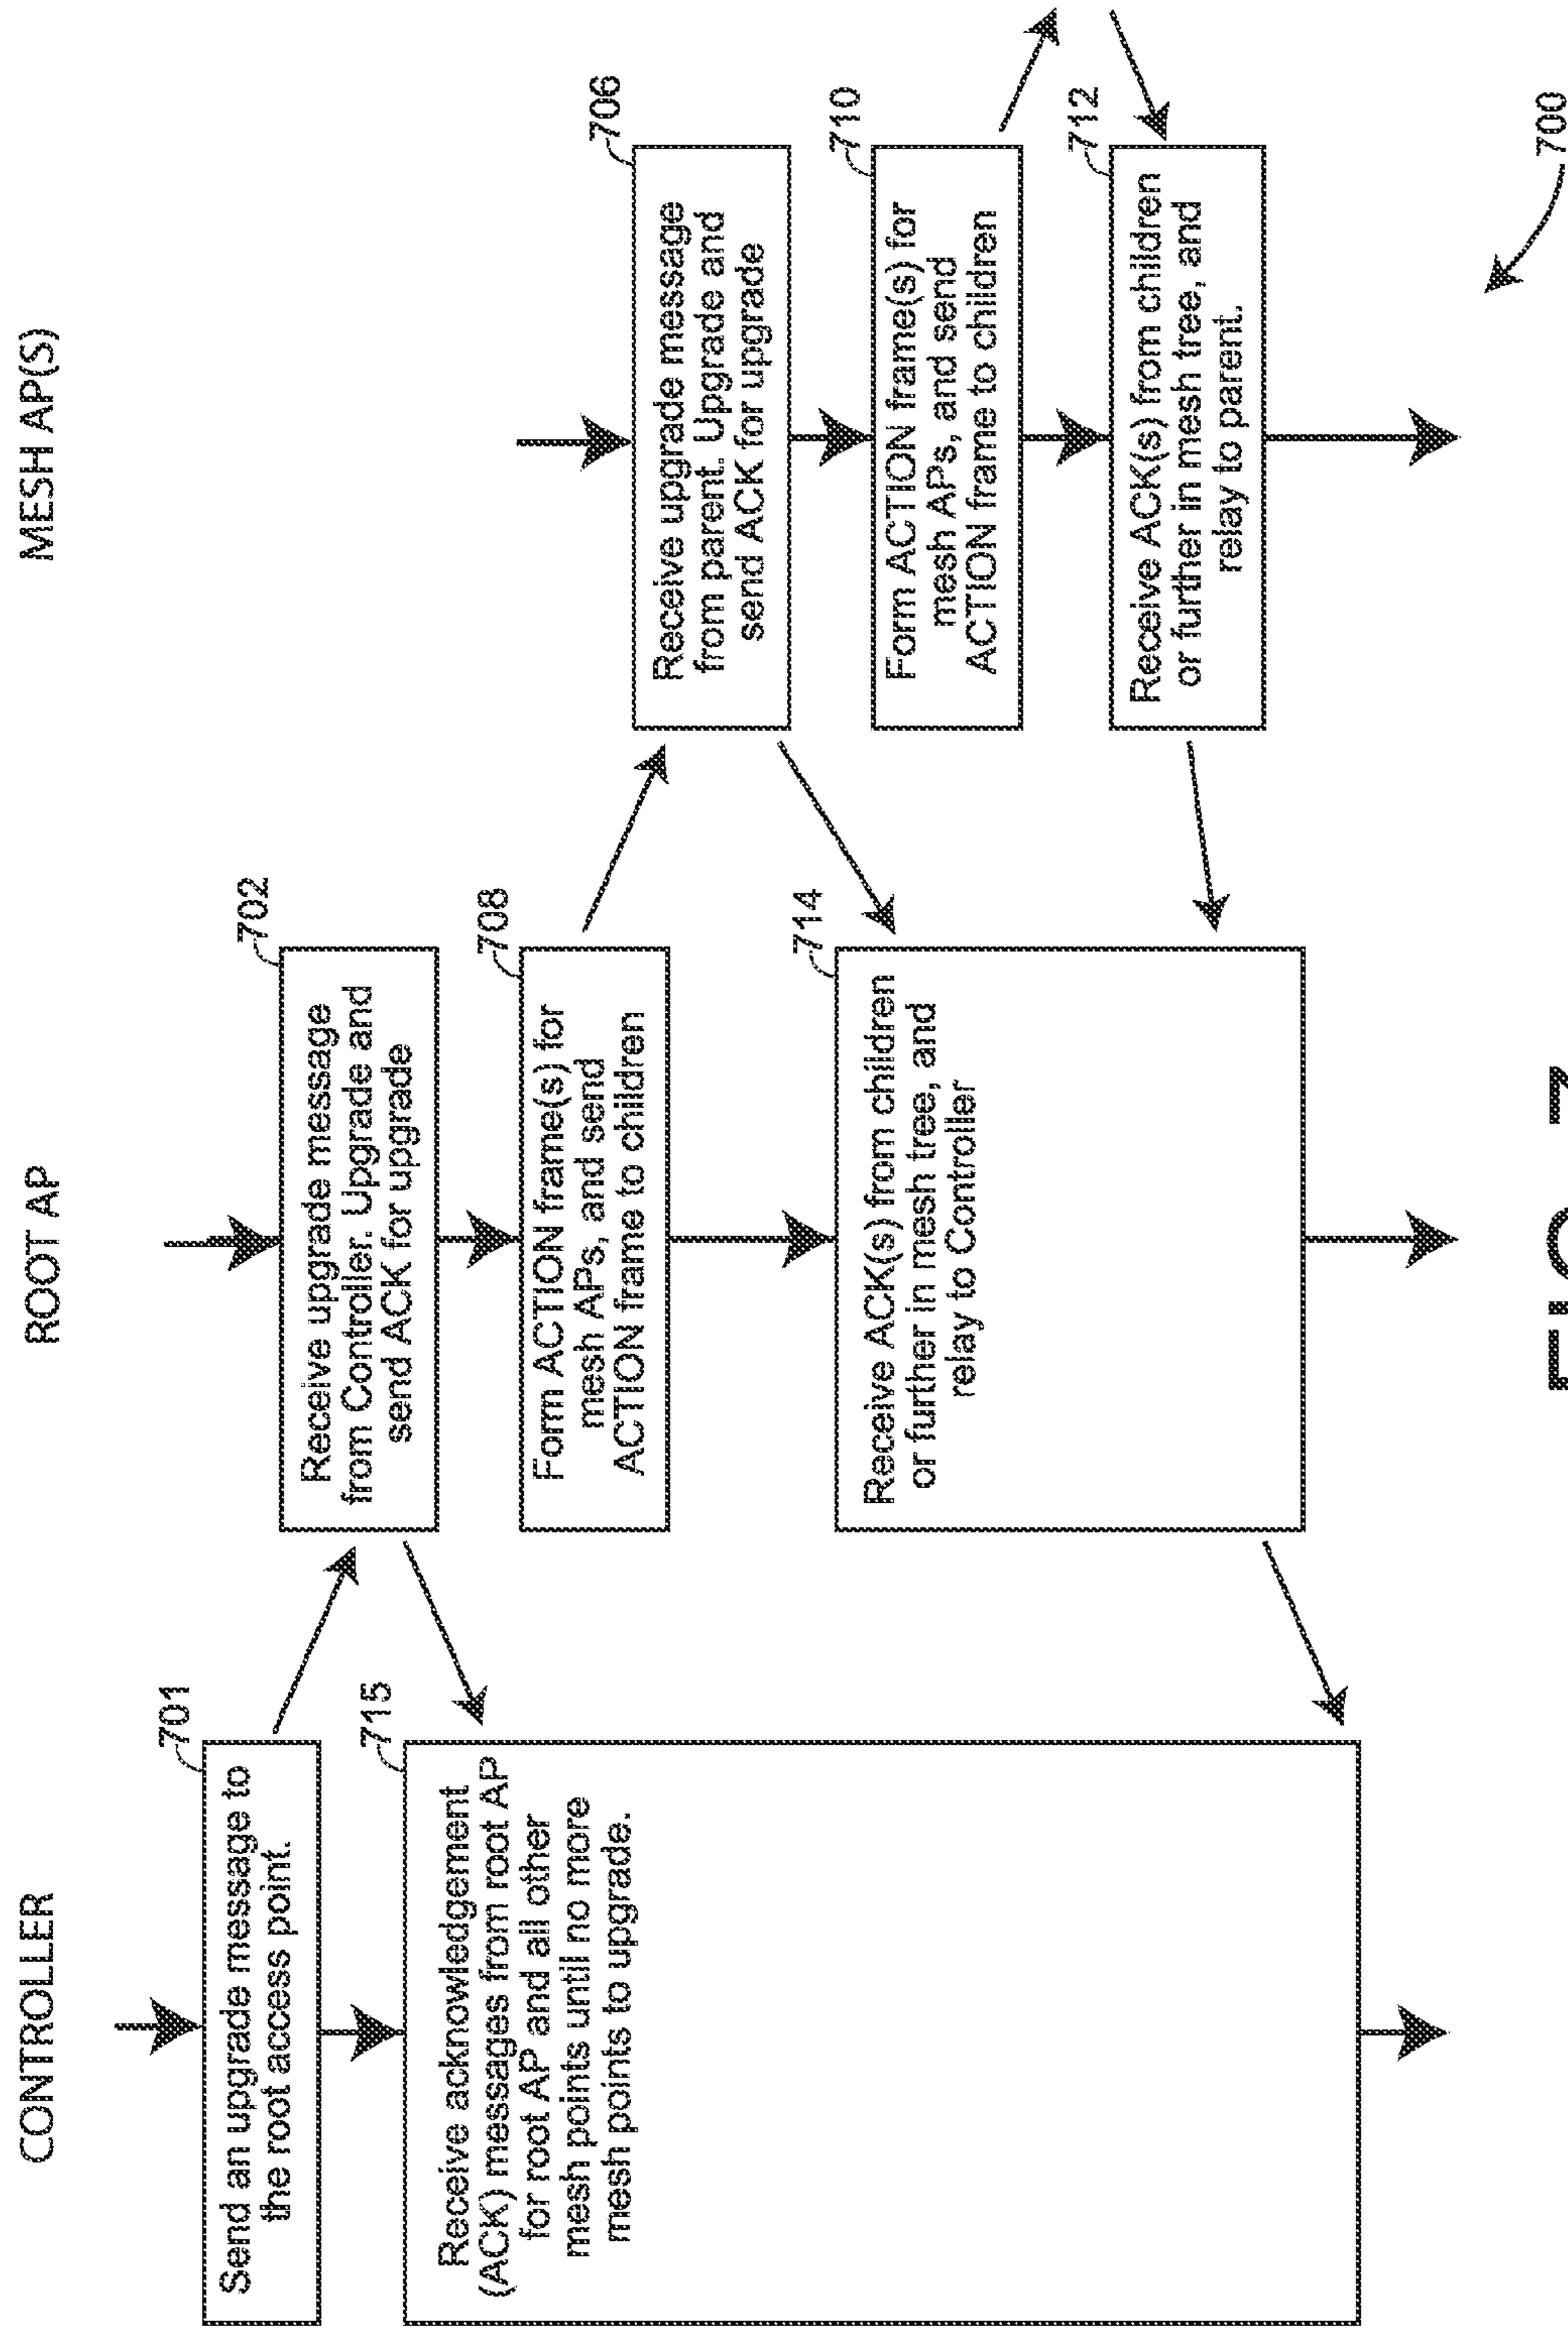 CONTROLLER
Send an upgrade message to
the root access point.
701
Receive acknowledgement
(ACK) messages from root AP
for root AP and all other
mesh points until no more
mesh points to upgrade.
715
ROOT AP
Receive upgrade message
from Controller. Upgrade and
send ACK for upgrade
702
Form ACTION frame(s) for
mesh APs, and send
ACTION frame to children
708
Receive ACK(s) from children
or further in mesh tree, and
relay to Controller
714
MESH AP(S)
Receive upgrade message
from parent. Upgrade and
send ACK for upgrade
706
Form ACTION frame(s) for
mesh APs, and send
ACTION frame to children
710
Receive ACK(s) from children
or further in mesh tree, and
relay to parent.
712
700